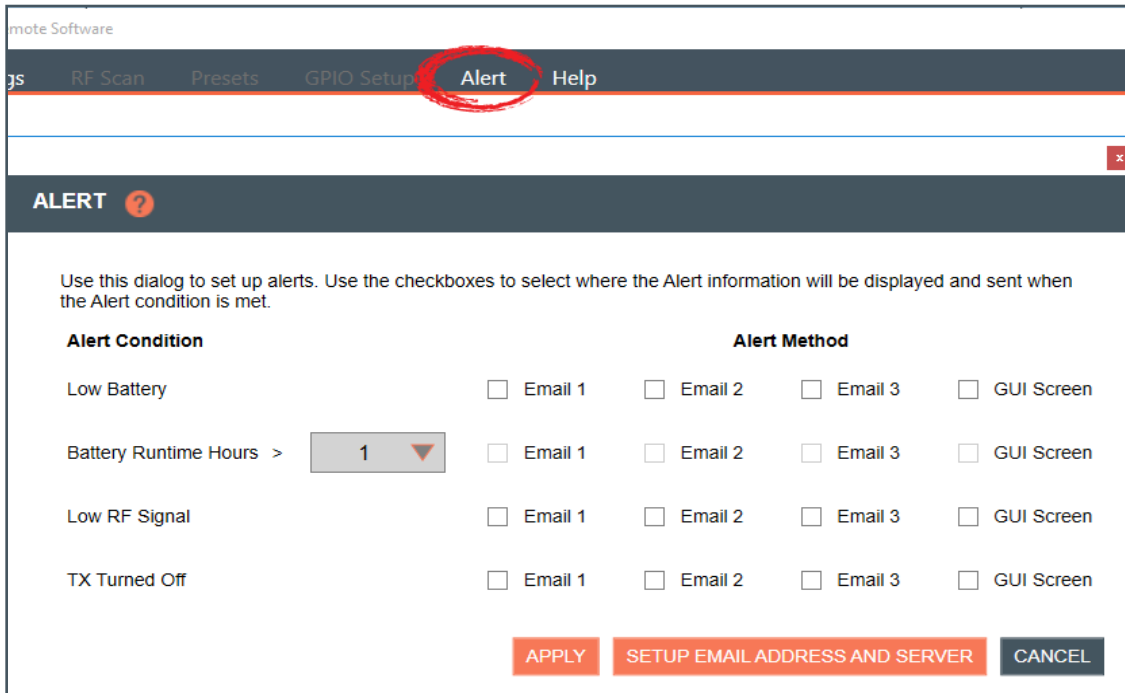 mote Software
gs RF Scan Presets GPIO Setup Alert Help
x
ALERT ?
Use this dialog to set up alerts. Use the checkboxes to select where the Alert information will be displayed and sent when
the Alert condition is met.
Alert Condition Alert Method
Low Battery Email 1 Email 2 Email 3 GUI Screen
Battery Runtime Hours > 1 Email 1 Email 2 Email 3 GUI Screen
Low RF Signal Email 1 Email 2 Email 3 GUI Screen
TX Turned Off Email 1 Email 2 Email 3 GUI Screen
APPLY SETUP EMAIL ADDRESS AND SERVER CANCEL